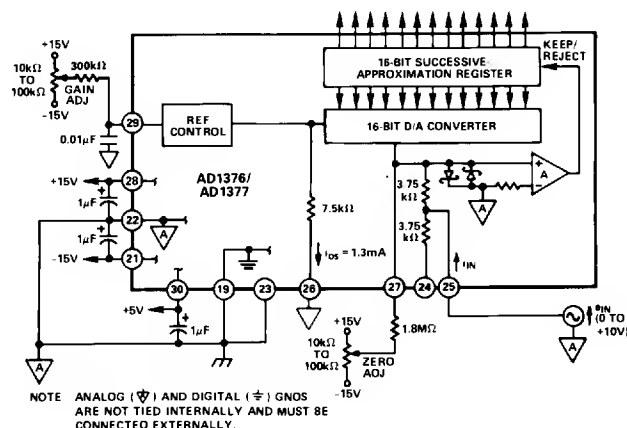 +15V
10kΩ
TO
100kΩ
300kΩ
GAIN
ADJ
-15V
0.01μF
29
REF
CONTROL
16-BIT SUCCESSIVE-
APPROXIMATION REGISTER
KEEP/
REJECT
16-BIT D/A CONVERTER
AD1376/
AD1377
+15V
28
1μF
+
22
A
1μF
+
-15V
21
7.5kΩ
IOS = 1.3mA
3.75
kΩ
3.75
kΩ
+
-
A
A
IIN
30
19
23
26
27
24
25
+5V
+
1μF
A
+15V
10kΩ
TO
100kΩ
-15V
1.8MΩ
ZERO
AOJ
eIN
(0 TO
+10V)
A
NOTE ANALOG (A) AND DIGITAL (⏚) GNOS
ARE NOT TIED INTERNALLY AND MUST 8E
CONNECTED EXTERNALLY.